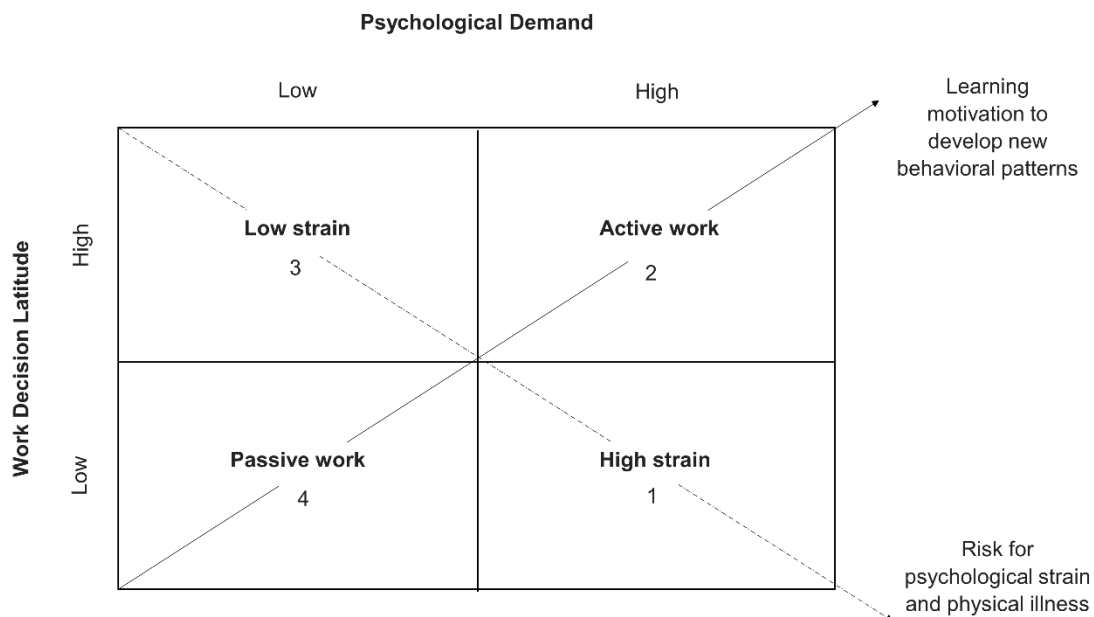 Psychological Demand
Low
High
Learning
motivation to
develop new
behavioral patterns
Work Decision Latitude
High
Low strain
3
Active work
2
Low
Passive work
4
High strain
1
Risk for
psychological strain
and physical illness